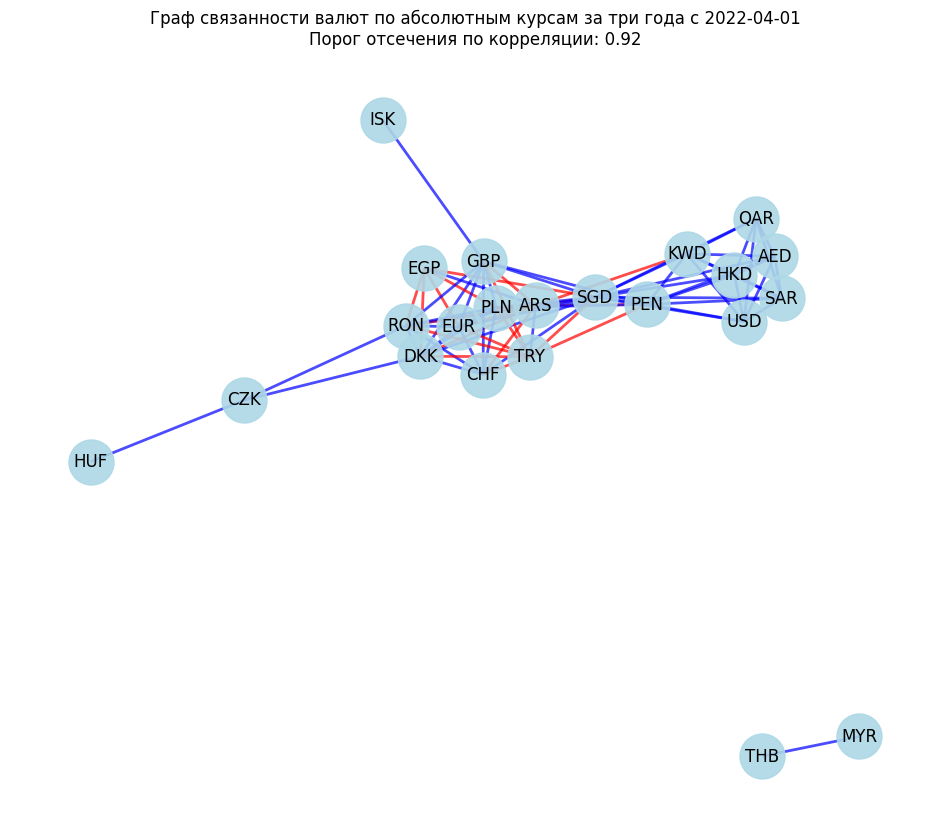 Граф связанности валют по абсолютным курсам за три года с 2022-04-01
Порог отсечения по корреляции: 0.92
ISK
QAR
KWD
AED
GBP
EGP
HKD
SAR
SGD
PEN
ARS
PLN
USD
RON
EUR
DKK
TRY
CHF
CZK
HUF
MYR
THB